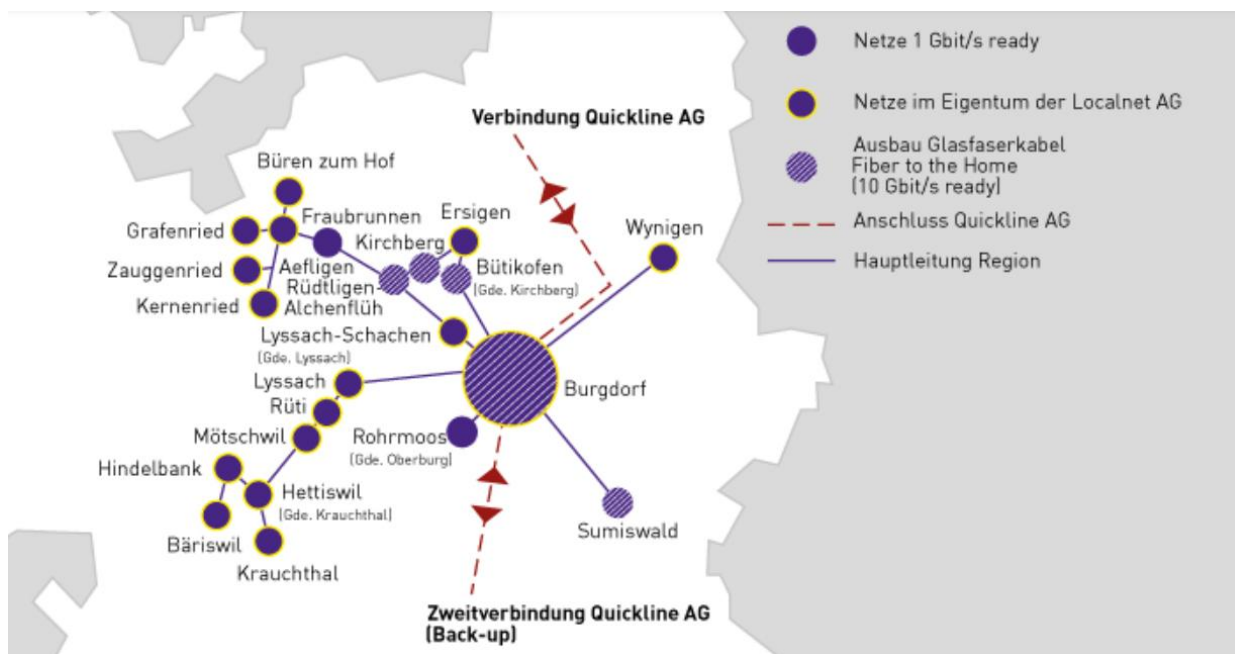 Netze 1 Gbit/s ready
Netze im Eigentum der Localnet AG
Ausbau Glasfaserkabel
Fiber to the Home
(10 Gbit/s ready)
Anschluss Quickline AG
Hauptleitung Region
Verbindung Quickline AG
Büren zum Hof
Grafenried
Fraubrunnen
Ersigen
Wynigen
Kirchberg
Zauggenried
Aefligen
Bütikofen
(Gde. Kirchberg)
Rüdtligen-
Alchenflüh
Kernenried
Lyssach-Schachen
(Gde. Lyssach)
Lyssach
Burgdorf
Rüti
Mötschwil
Rohrmoos
(Gde. Oberburg)
Hindelbank
Hettiswil
(Gde. Krauchthal)
Bäriswil
Krauchthal
Sumiswald
Zweitverbindung Quickline AG
(Back-up)